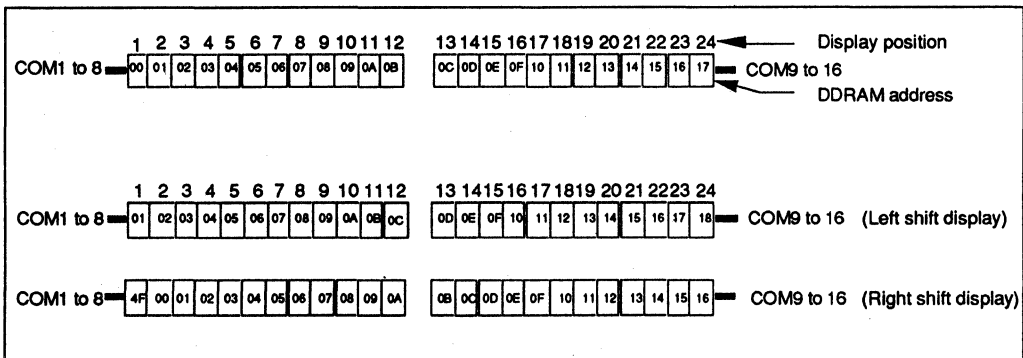 1 2 3 4 5 6 7 8 9 10 11 12 13 14 15 16 17 18 19 20 21 22 23 24 Display position
COM1 to 8 00 01 02 03 04 05 06 07 08 09 0A 0B 0C 0D 0E 0F 10 11 12 13 14 15 16 17 COM9 to 16
DDRAM address
1 2 3 4 5 6 7 8 9 10 11 12 13 14 15 16 17 18 19 20 21 22 23 24
COM1 to 8 01 02 03 04 05 06 07 08 09 0A 0B 0C 0D 0E 0F 10 11 12 13 14 15 16 17 18 COM9 to 16 (Left shift display)
COM1 to 8 4F 00 01 02 03 04 05 06 07 08 09 0A 0B 0C 0D 0E 0F 10 11 12 13 14 15 16 COM9 to 16 (Right shift display)